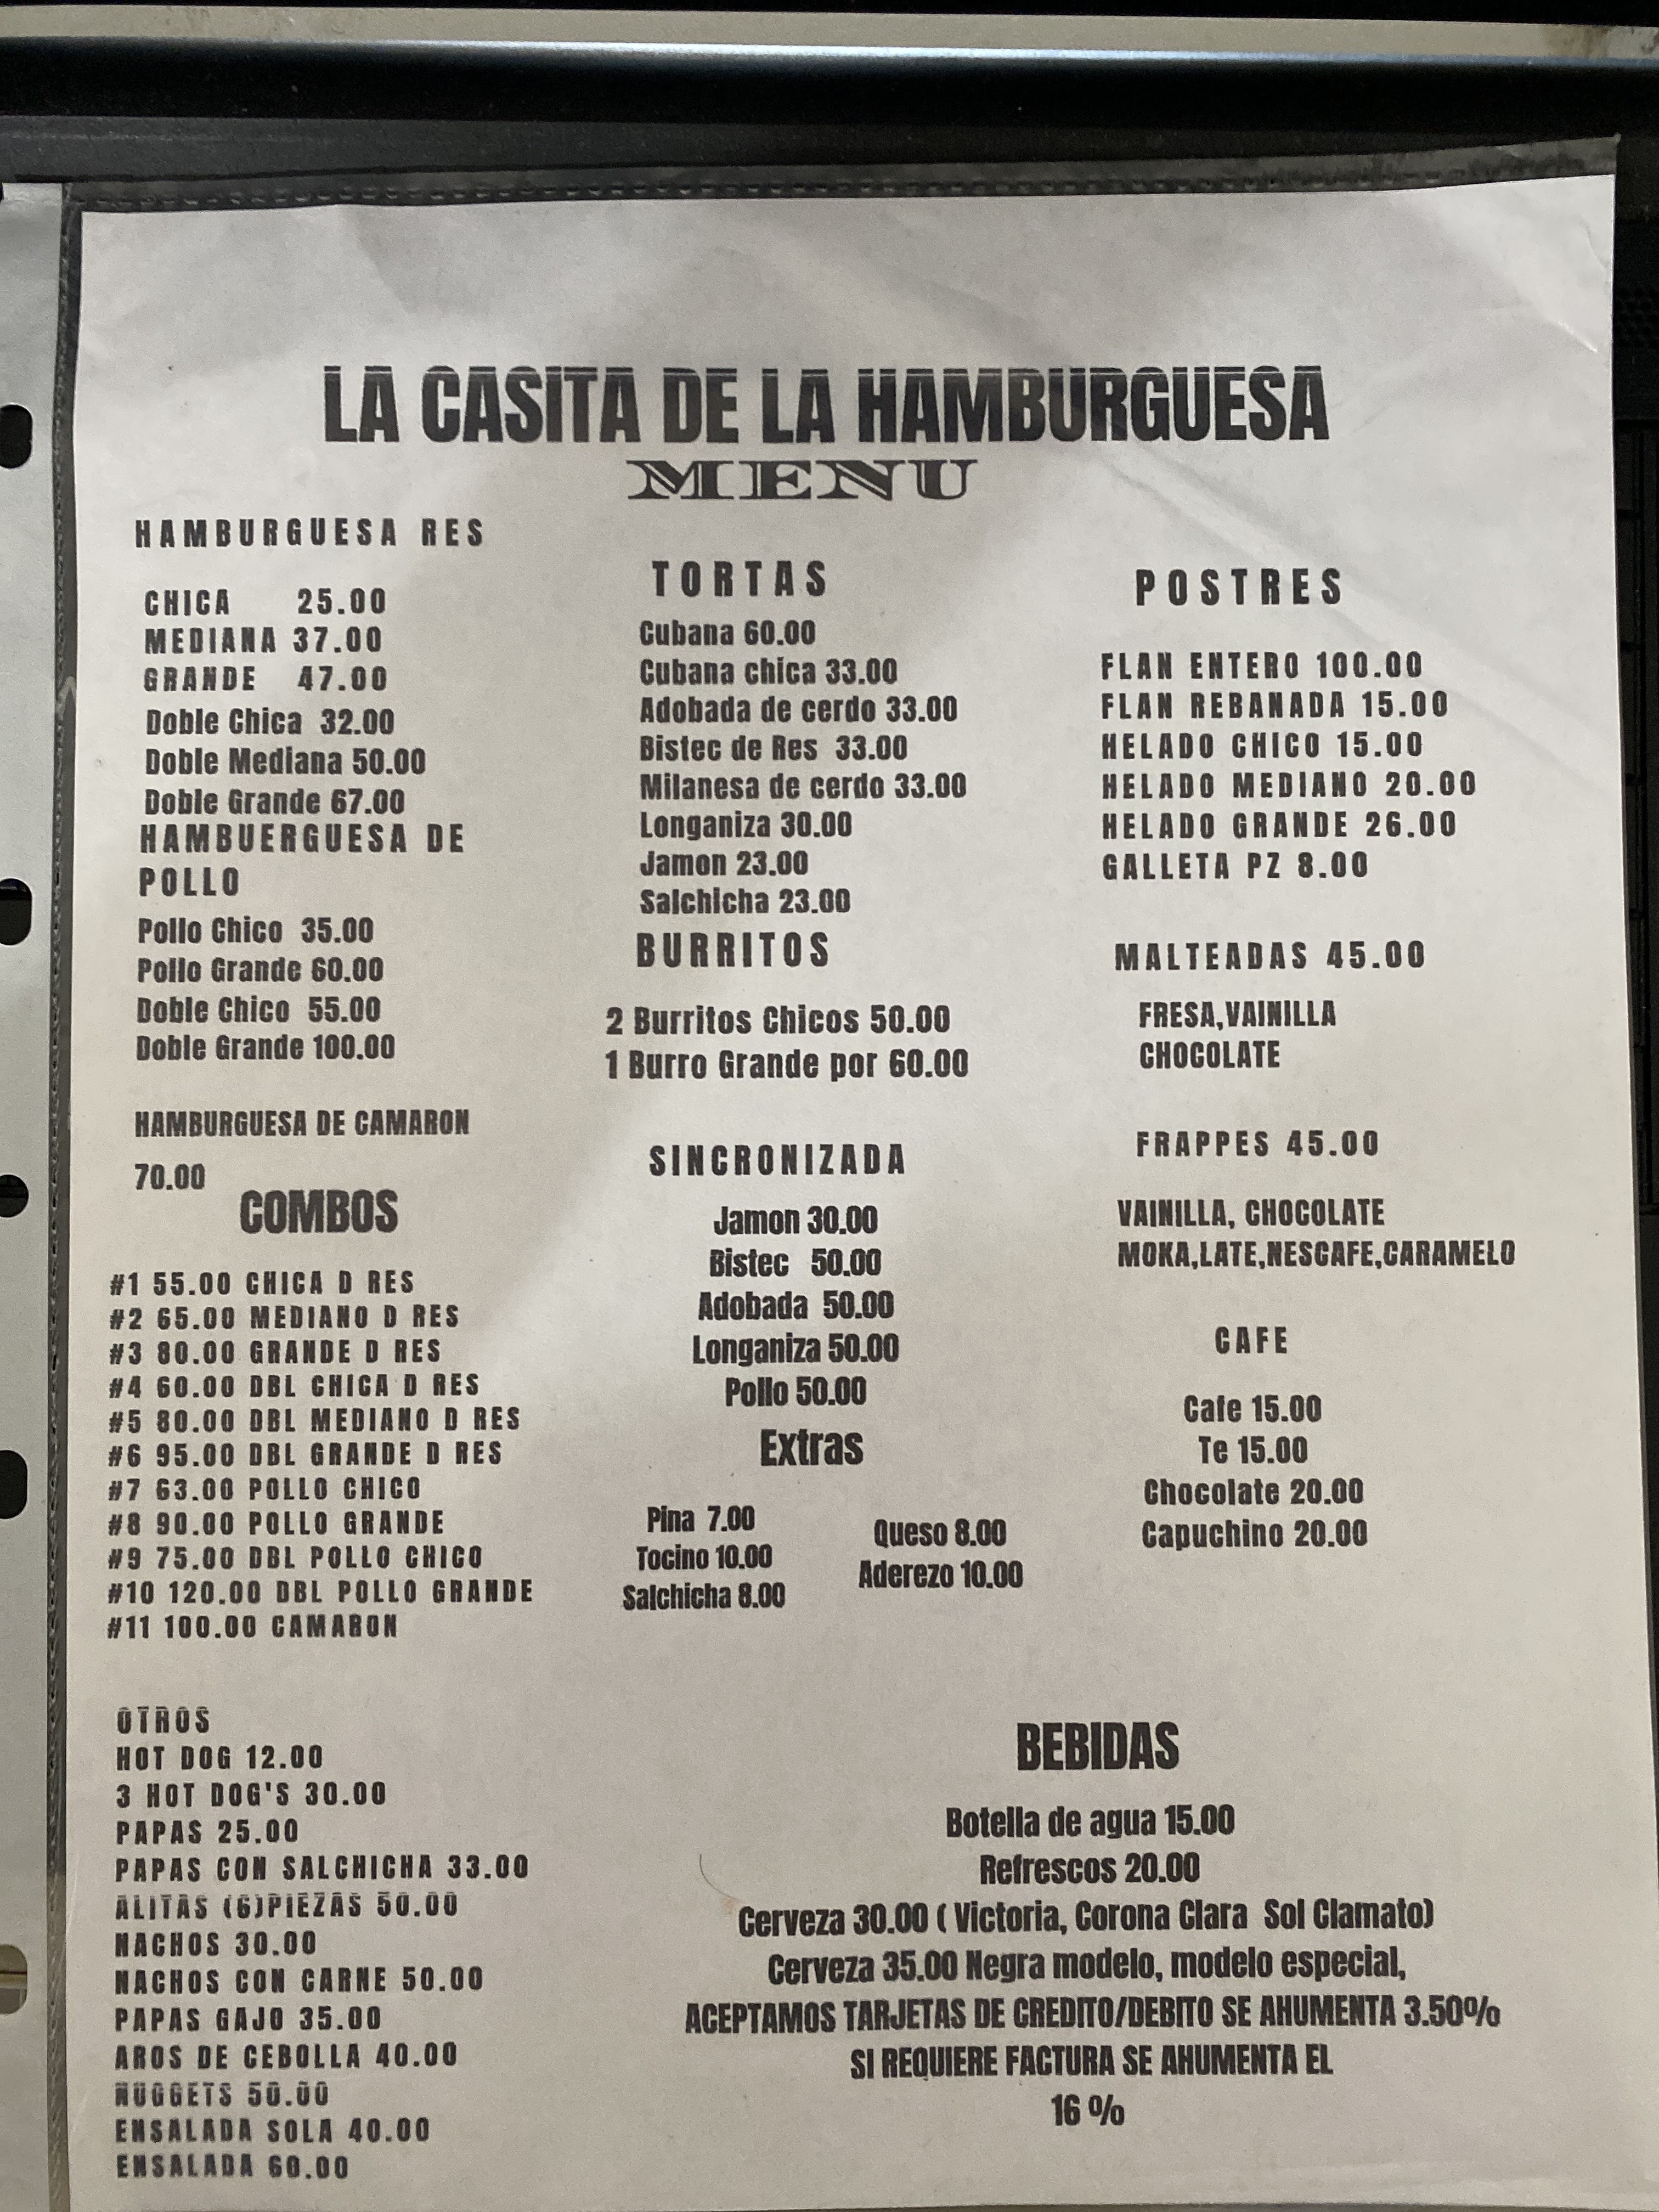 LA CASITA DE LA HAMBURGUESA
MENU
HAMBURGUESA RES
CHICA 25.00
MEDIANA 37.00
GRANDE 47.00
Doble Chica 32.00
Doble Mediana 50.00
Doble Grande 67.00
HAMBUERGUESA DE
POLLO
Pollo Chico 35.00
Pollo Grande 60.00
Doble Chico 55.00
Doble Grande 100.00
HAMBURGUESA DE CAMARON
70.00
COMBOS
#1 55.00 CHICA D RES
#2 65.00 MEDIANO D RES
#3 80.00 GRANDE D RES
#4 60.00 DBL CHICA D RES
#5 80.00 DBL MEDIANO D RES
#6 95.00 DBL GRANDE D RES
#7 63.00 POLLO CHICO
#8 90.00 POLLO GRANDE
#9 75.00 DBL POLLO CHICO
#10 120.00 DBL POLLO GRANDE
#11 100.00 CAMARON
OTROS
HOT DOG 12.00
3 HOT DOG'S 30.00
PAPAS 25.00
PAPAS CON SALCHICHA 33.00
ALITAS (6)PIEZAS 50.00
NACHOS 30.00
NACHOS CON CARNE 50.00
PAPAS GAJO 35.00
AROS DE CEBOLLA 40.00
NUGGETS 50.00
ENSALADA SOLA 40.00
ENSALADA 60.00
TORTAS
Cubana 60.00
Cubana chica 33.00
Adobada de cerdo 33.00
Bistec de Res 33.00
Milanesa de cerdo 33.00
Longaniza 30.00
Jamon 23.00
Salchicha 23.00
BURRITOS
2 Burritos Chicos 50.00
1 Burro Grande por 60.00
SINCRONIZADA
Jamon 30.00
Bistec 50.00
Adobada 50.00
Longaniza 50.00
Pollo 50.00
Extras
Pina 7.00
Tocino 10.00
Salchicha 8.00
Queso 8.00
Aderezo 10.00
POSTRES
FLAN ENTERO 100.00
FLAN REBANADA 15.00
HELADO CHICO 15.00
HELADO MEDIANO 20.00
HELADO GRANDE 26.00
GALLETA PZ 8.00
MALTEADAS 45.00
FRESA,VAINILLA
CHOCOLATE
FRAPPES 45.00
VAINILLA, CHOCOLATE
MOKA,LATE,NESCAFE,CARAMELO
CAFE
Cafe 15.00
Te 15.00
Chocolate 20.00
Capuchino 20.00
BEBIDAS
Botella de agua 15.00
Refrescos 20.00
Cerveza 30.00 ( Victoria, Corona Clara Sol Clamato)
Cerveza 35.00 Negra modelo, modelo especial,
ACEPTAMOS TARJETAS DE CREDITO/DEBITO SE AHUMENTA 3.50%
SI REQUIERE FACTURA SE AHUMENTA EL
16 %